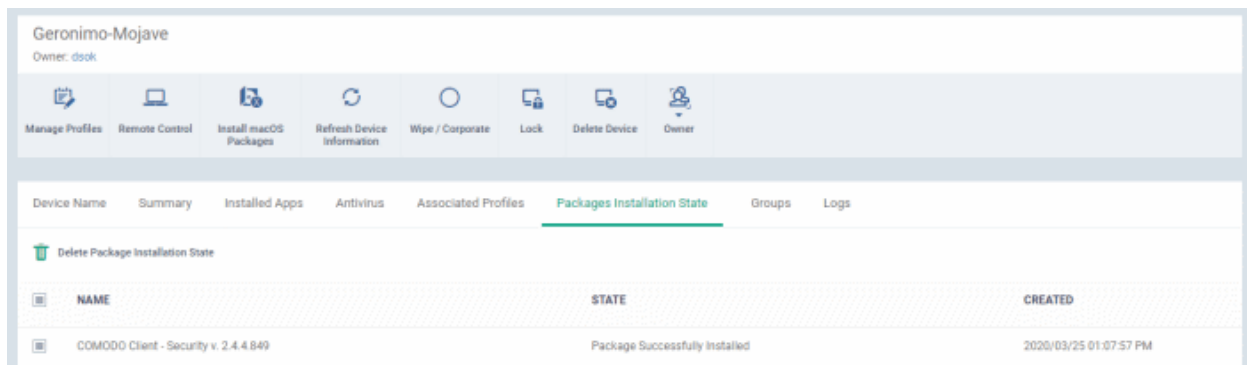 Geronimo-Mojave
Owner: dsok
Manage Profiles Remote Control Install macOS Packages Refresh Device Information Wipe / Corporate Lock Delete Device Owner
Device Name Summary Installed Apps Antivirus Associated Profiles Packages Installation State Groups Logs
Delete Package Installation State
NAME STATE CREATED
COMODO Client - Security v. 2.4.4.849 Package Successfully Installed 2020/03/25 01:07:57 PM